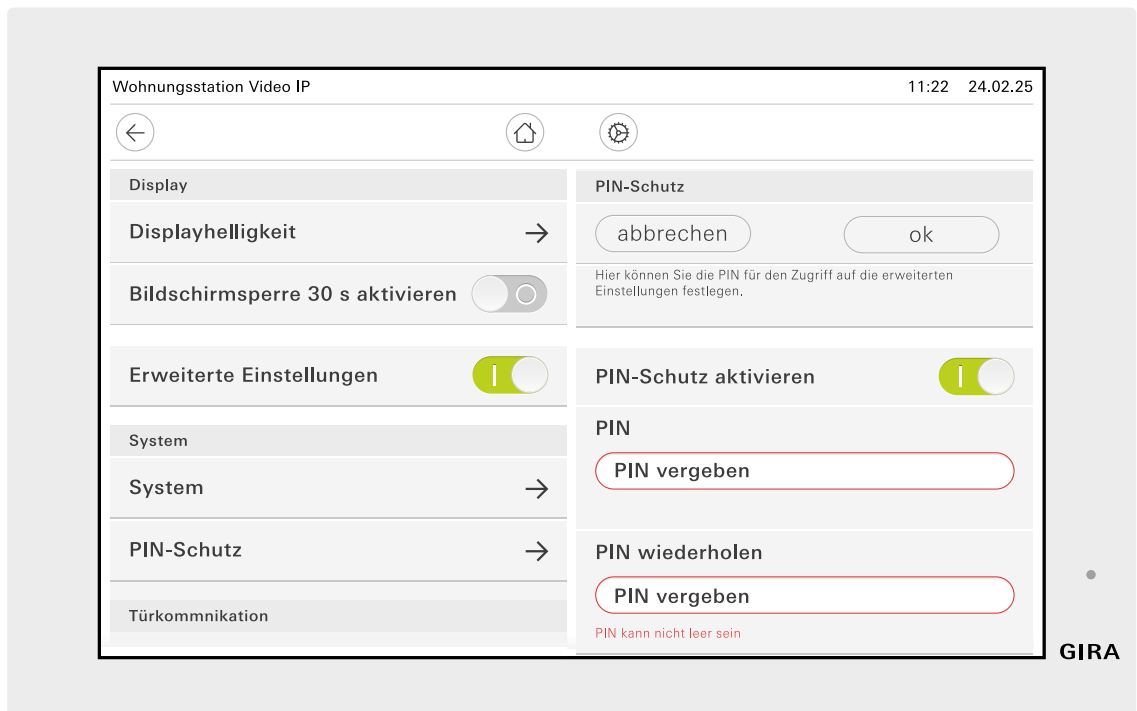 Wohnungsstation Video IP
11:22 24.02.25
Display
Displayhelligkeit
Bildschirmsperre 30 s aktivieren
Erweiterte Einstellungen
System
System
PIN-Schutz
Türkommnikation
PIN-Schutz
abbrechen
ok
Hier können Sie die PIN für den Zugriff auf die erweiterten
Einstellungen festlegen.
PIN-Schutz aktivieren
PIN
PIN vergeben
PIN wiederholen
PIN vergeben
PIN kann nicht leer sein
GIRA